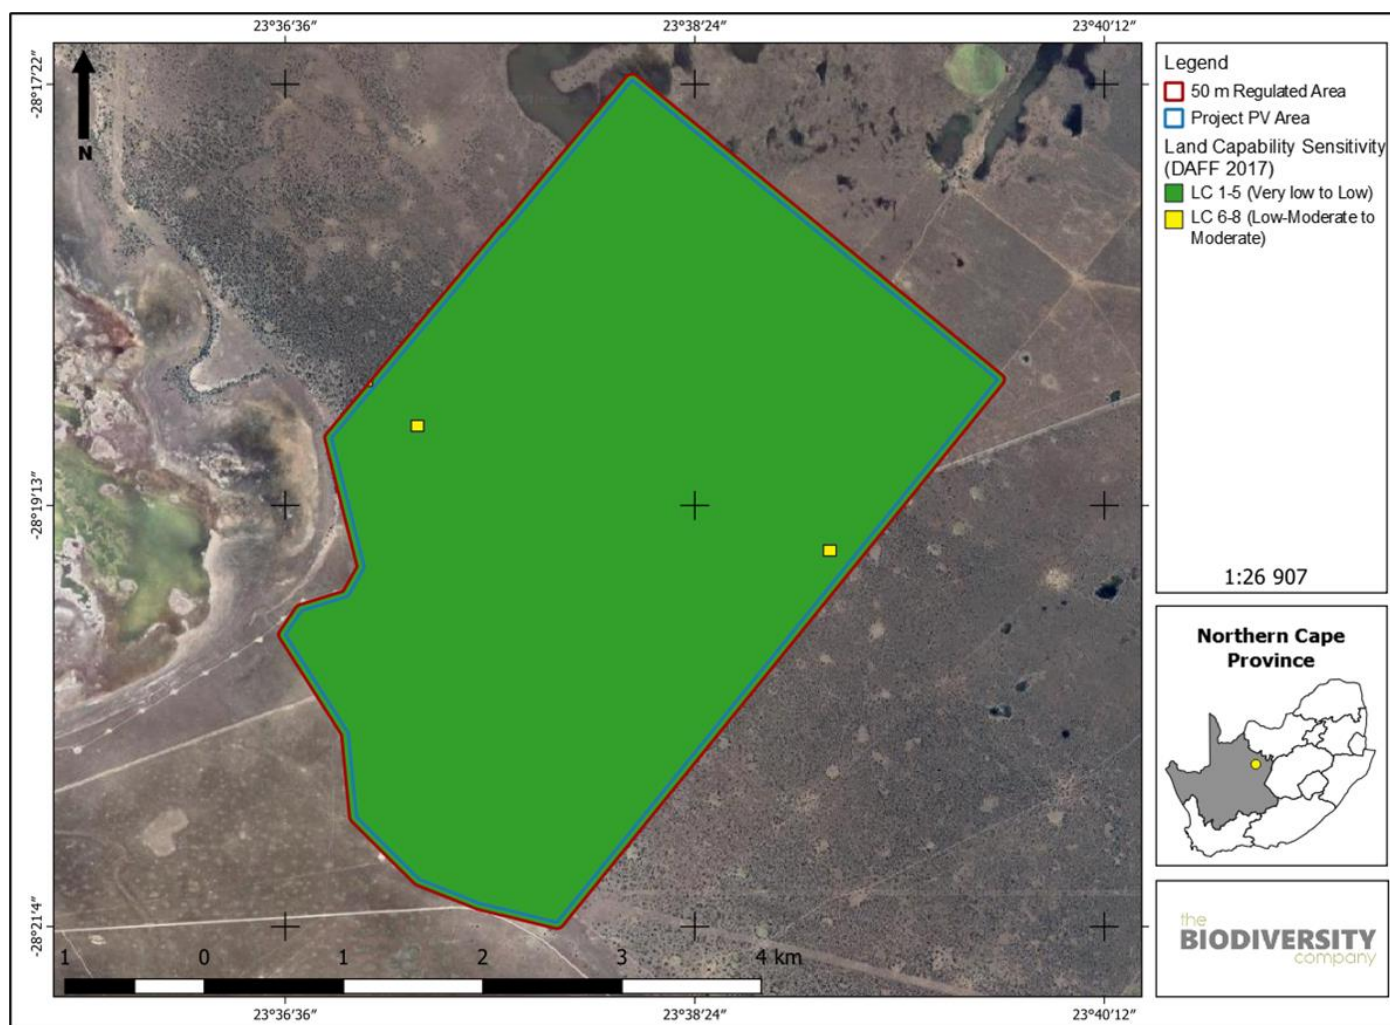 23°36′36″ 23°38′24″ 23°40′12″
-28°17′22″
-28°19′13″
-28°21′4″
N
1 0 1 2 3 4 km
23°36′36″ 23°38′24″ 23°40′12″
Legend
50 m Regulated Area
Project PV Area
Land Capability Sensitivity
(DAFF 2017)
LC 1-5 (Very low to Low)
LC 6-8 (Low-Moderate to
Moderate)
1:26 907
Northern Cape
Province
the
BIODIVERSITY
company